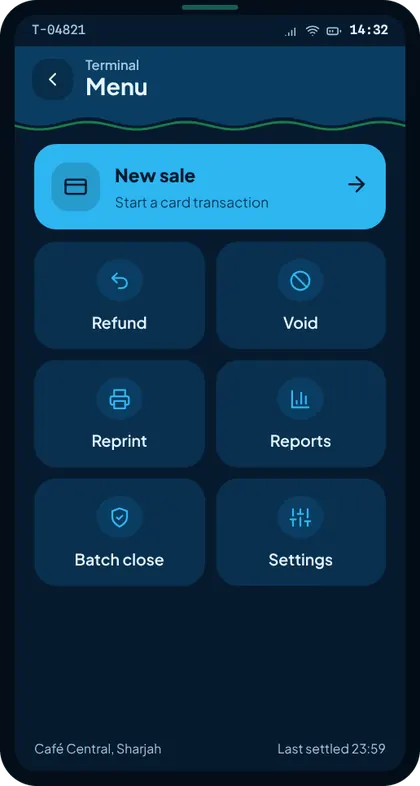 T-04821 14:32
Terminal
Menu
New sale
Start a card transaction
Refund
Void
Reprint
Reports
Batch close
Settings
Café Central, Sharjah
Last settled 23:59